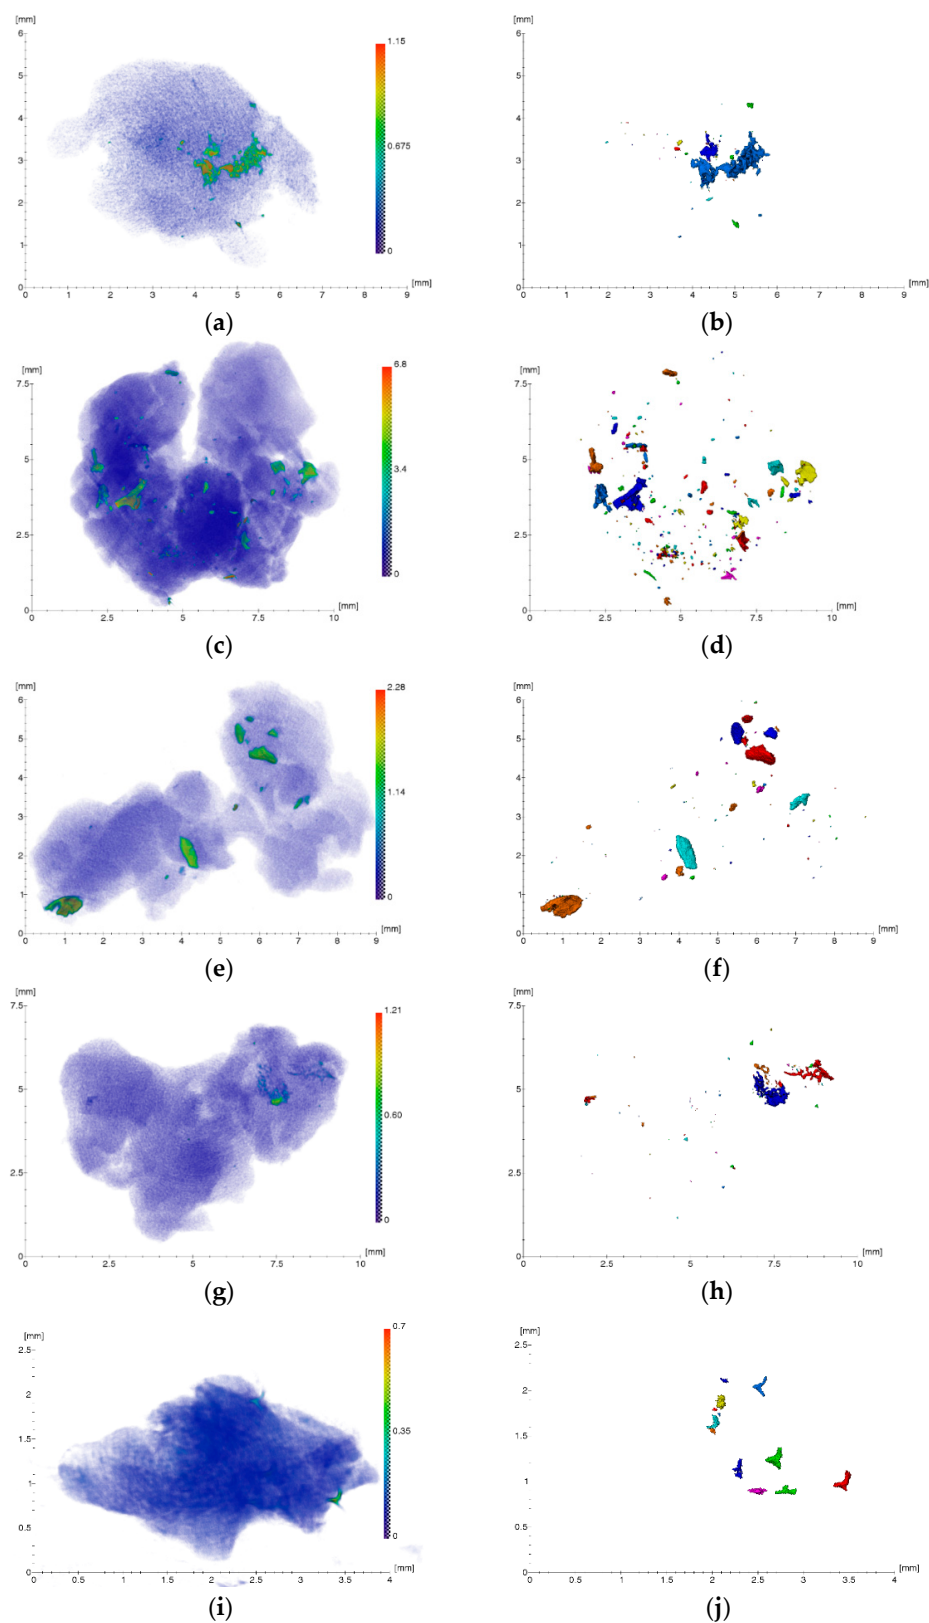 [mm] 6 5 4 3 2 1 0 0 1 2 3 4 5 6 7 8 9 [mm] 1.15 0.675 0
[mm] 6 5 4 3 2 1 0 0 1 2 3 4 5 6 7 8 9 [mm]
(a) (b)
[mm] 7.5 5 2.5 0 0 2.5 5 7.5 10 [mm] 6.8 3.4 0
[mm] 7.5 5 2.5 0 0 2.5 5 7.5 10 [mm]
(c) (d)
[mm] 6 5 4 3 2 1 0 0 1 2 3 4 5 6 7 8 9 [mm] 2.28 1.14 0
[mm] 6 5 4 3 2 1 0 0 1 2 3 4 5 6 7 8 9 [mm]
(e) (f)
[mm] 7.5 5 2.5 0 0 2.5 5 7.5 10 [mm] 1.21 0.60 0
[mm] 7.5 5 2.5 0 0 2.5 5 7.5 10 [mm]
(g) (h)
[mm] 2.5 2 1.5 1 0.5 0 0 0.5 1 1.5 2 2.5 3 3.5 4 [mm] 0.7 0.35 0
[mm] 2.5 2 1.5 1 0.5 0 0 0.5 1 1.5 2 2.5 3 3.5 4 [mm]
(i) (j)